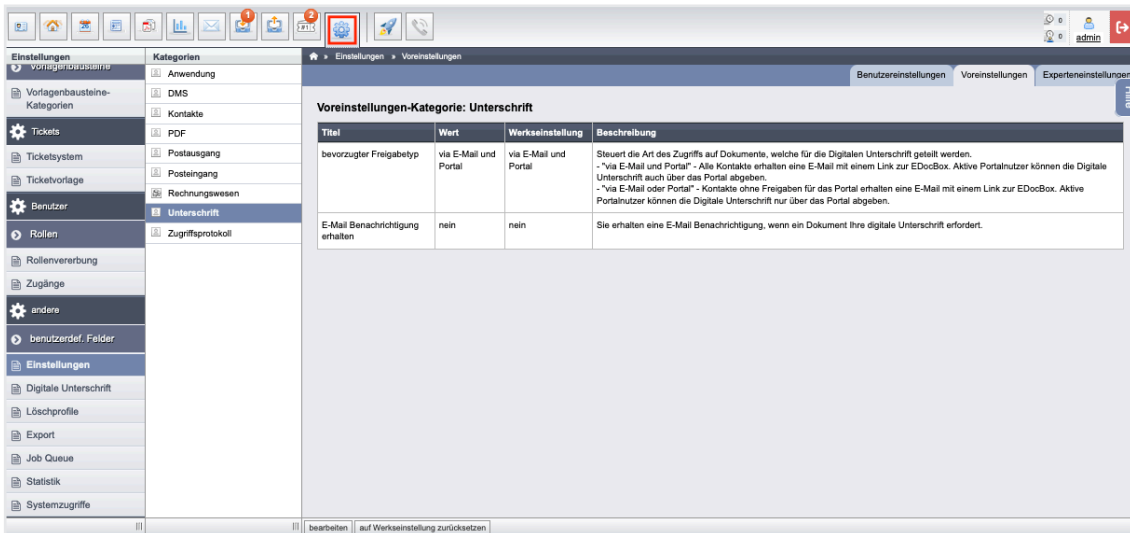 1
2
0
0
admin
Einstellungen
Kategorien
Einstellungen » Voreinstellungen
Vorlagenbausteine
Vorlagenbausteine-
Kategorien
Tickets
Ticketsystem
Ticketvorlage
Benutzer
Rollen
Rollenvererbung
Zugänge
andere
benutzerdef. Felder
Einstellungen
Digitale Unterschrift
Löschprofile
Export
Job Queue
Statistik
Systemzugriffe
Anwendung
DMS
Kontakte
PDF
Postausgang
Posteingang
Rechnungswesen
Unterschrift
Zugriffsprotokoll
Benutzereinstellungen Voreinstellungen Experteneinstellungen
Hilfe
Voreinstellungen-Kategorie: Unterschrift
Titel Wert Werkseinstellung Beschreibung
bevorzugter Freigabetyp
via E-Mail und
Portal
via E-Mail und
Portal
Steuert die Art des Zugriffs auf Dokumente, welche für die Digitalen Unterschrift geteilt werden.
- "via E-Mail und Portal" - Alle Kontakte erhalten eine E-Mail mit einem Link zur EDocBox. Aktive Portalnutzer können die Digitale
Unterschrift auch über das Portal abgeben.
- "via E-Mail oder Portal" - Kontakte ohne Freigaben für das Portal erhalten eine E-Mail mit einem Link zur EDocBox. Aktive
Portalnutzer können die Digitale Unterschrift nur über das Portal abgeben.
E-Mail Benachrichtigung
erhalten
nein
nein
Sie erhalten eine E-Mail Benachrichtigung, wenn ein Dokument Ihre digitale Unterschrift erfordert.
bearbeiten auf Werkseinstellung zurücksetzen